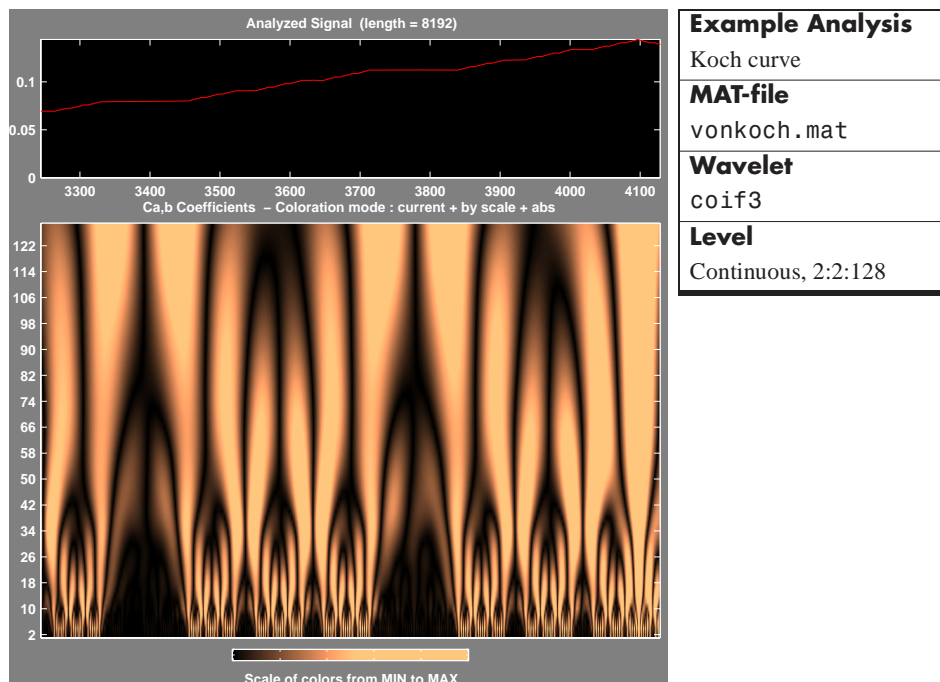 Analyzed Signal (length = 8192)
0.1
0.05
0
3300 3400 3500 3600 3700 3800 3900 4000 4100
Ca,b Coefficients – Coloration mode : current + by scale + abs
122
114
106
98
90
82
74
66
58
50
42
34
26
18
10
2
Scale of colors from MIN to MAX
Example Analysis
Koch curve
MAT-file
vonkoch.mat
Wavelet
coif3
Level
Continuous, 2:2:128